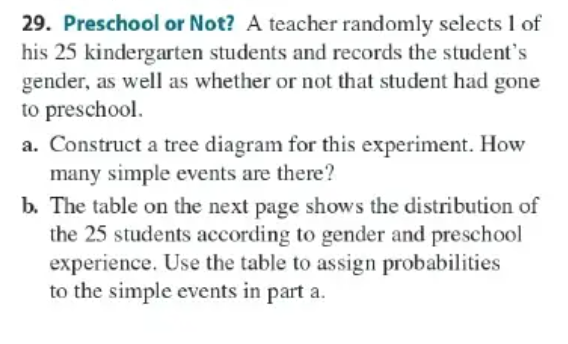 29. Preschool or Not? A teacher randomly selects 1 of
his 25 kindergarten students and records the student's
gender, as well as whether or not that student had gone
to preschool.
a. Construct a tree diagram for this experiment. How
many simple events are there?
b. The table on the next page shows the distribution of
the 25 students according to gender and preschool
experience. Use the table to assign probabilities
to the simple events in part a.